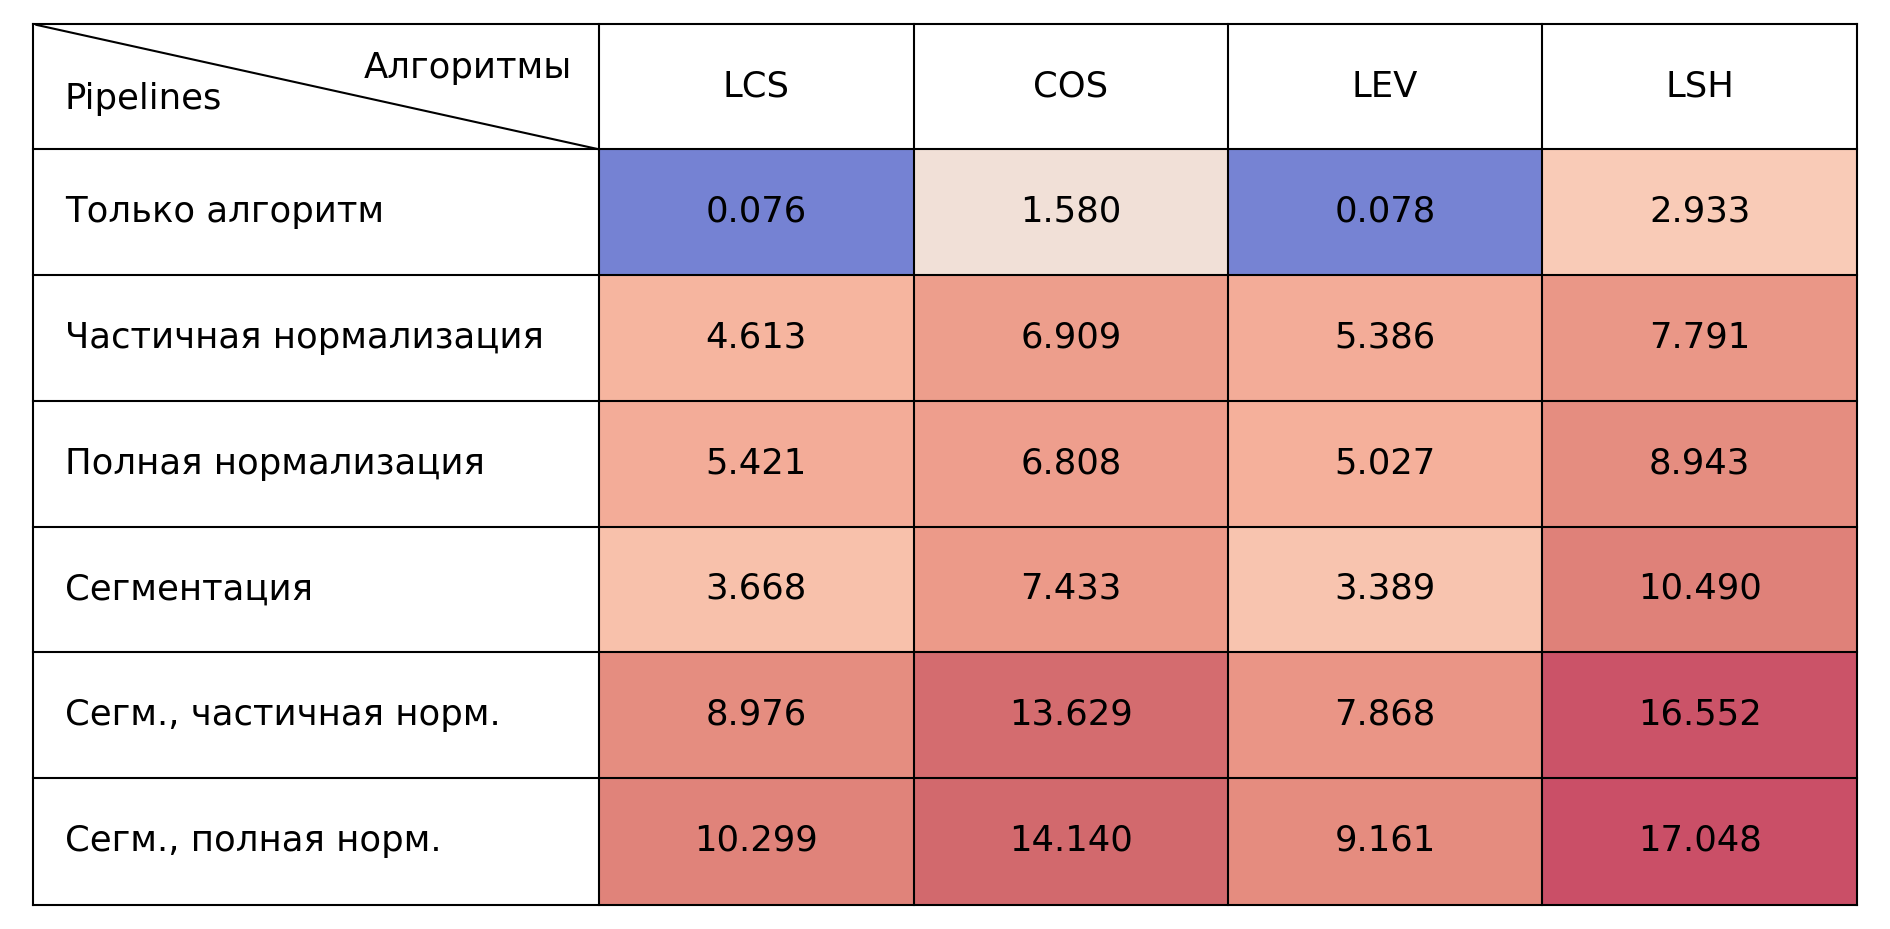 Алгоритмы
Pipelines
LCS COS LEV LSH
Только алгоритм 0.076 1.580 0.078 2.933
Частичная нормализация 4.613 6.909 5.386 7.791
Полная нормализация 5.421 6.808 5.027 8.943
Сегментация 3.668 7.433 3.389 10.490
Сегм., частичная норм. 8.976 13.629 7.868 16.552
Сегм., полная норм. 10.299 14.140 9.161 17.048